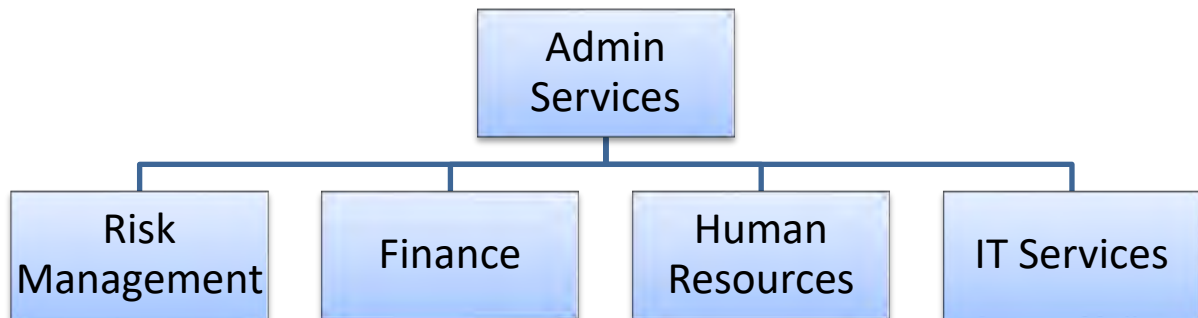 Admin
Services
Risk
Management
Finance
Human
Resources
IT Services